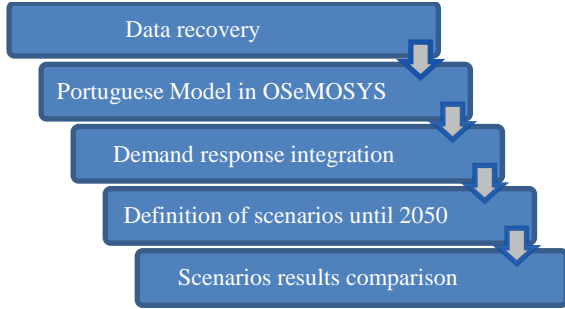 Data recovery
Portuguese Model in OSeMOSYS
Demand response integration
Definition of scenarios until 2050
Scenarios results comparison